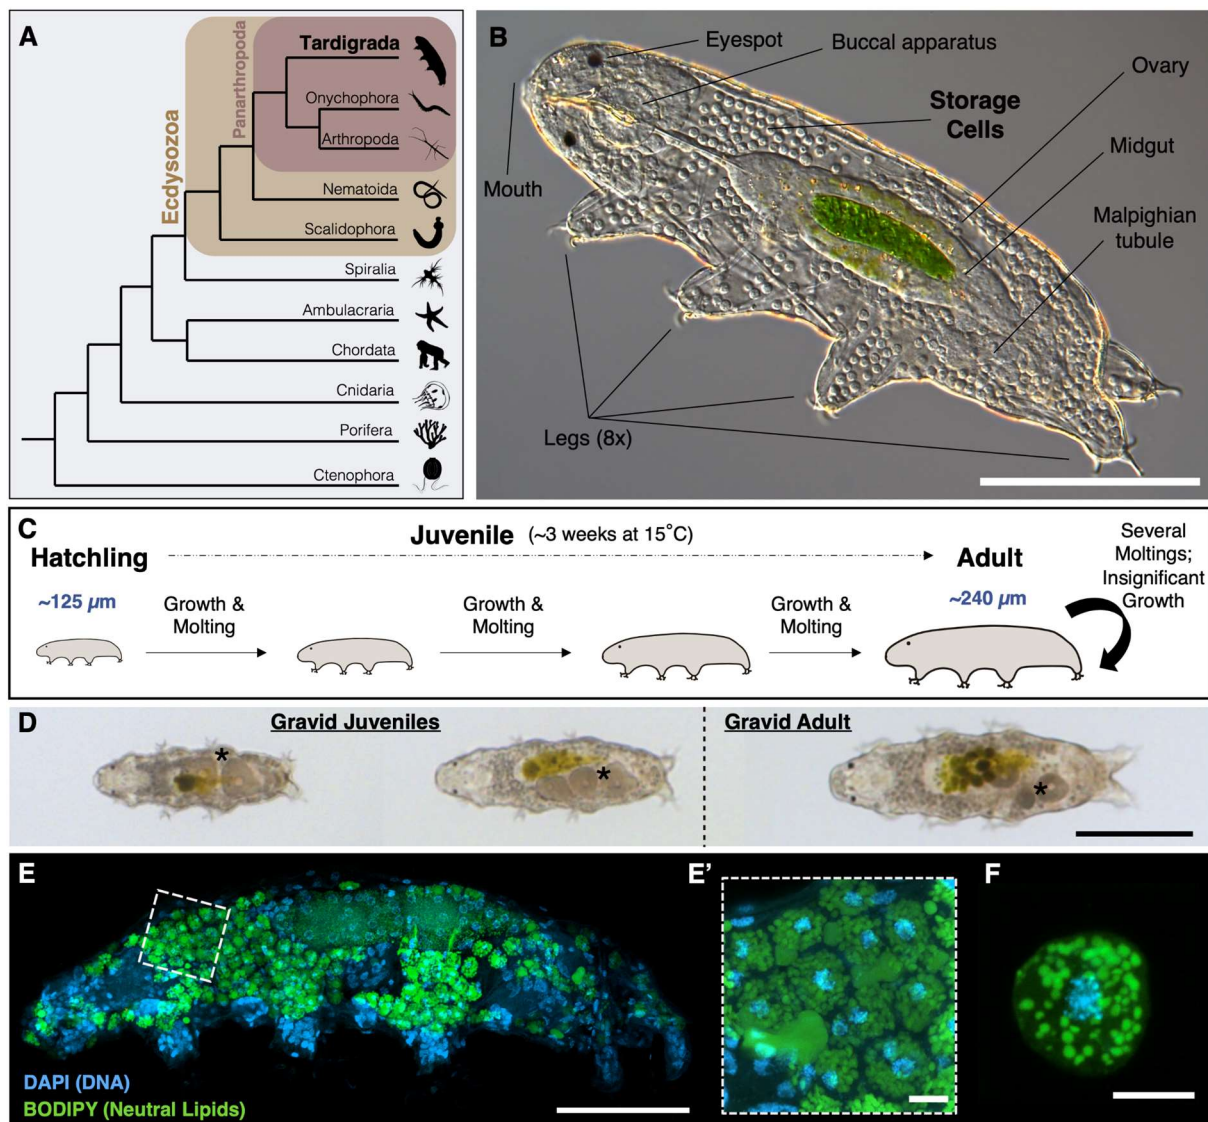 A
Tardigrada
Onychophora
Arthropoda
Panarthropoda
Nematoida
Scalidophora
Ecdysozoa
Spiralia
Ambulacraria
Chordata
Cnidaria
Porifera
Ctenophora
B
Eyespot
Buccal apparatus
Ovary
Storage
Cells
Midgut
Mouth
Malpighian
tubule
Legs (8x)
C
Juvenile (~3 weeks at 15°C)
Hatchling
Adult
Several
Moltings;
Insignificant
Growth
~125 µm
Growth &
Molting
Growth &
Molting
Growth &
Molting
~240 µm
D
Gravid Juveniles
Gravid Adult
*
*
*
E
E'
F
DAPI (DNA)
BODIPY (Neutral Lipids)